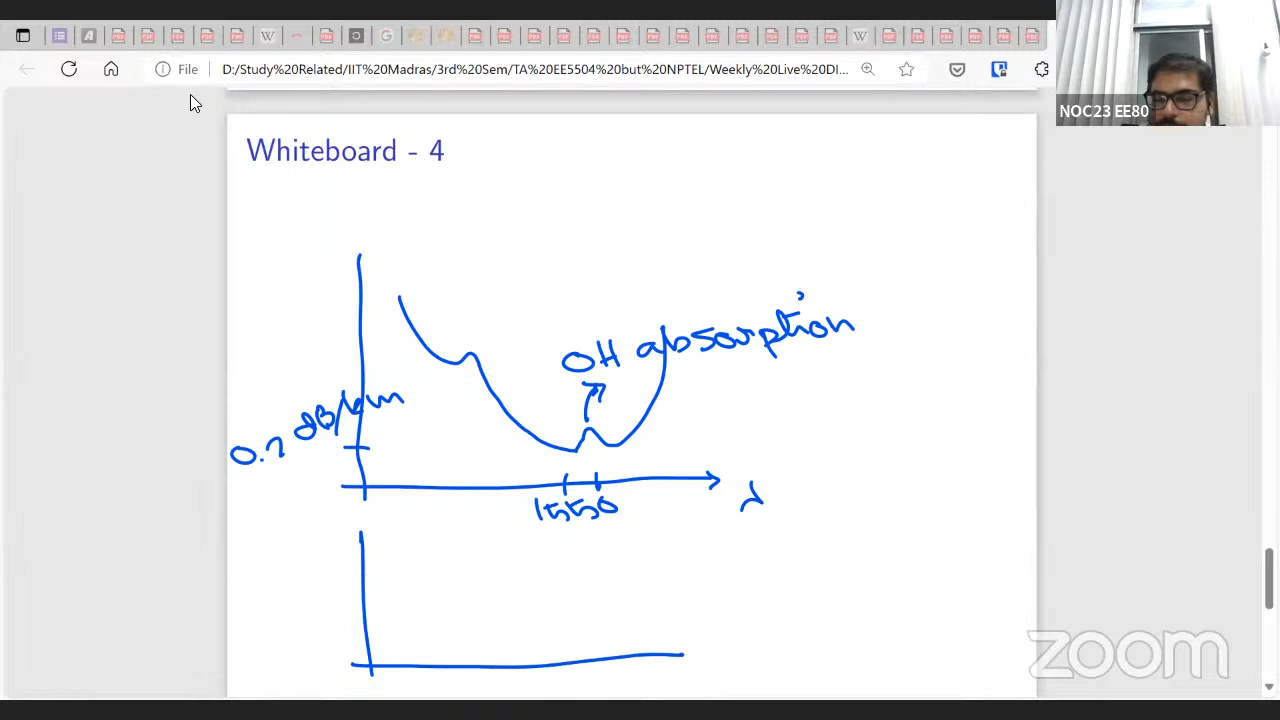 File
D:/Study%20Related/IIT%20Madras/3rd%20Sem/TA%20EE5504%20but%20NPTEL/Weekly%20Live%20DI...
NOC23 EE80
Whiteboard - 4
OH absorption
0.2 dB/km
1550
λ
zoom